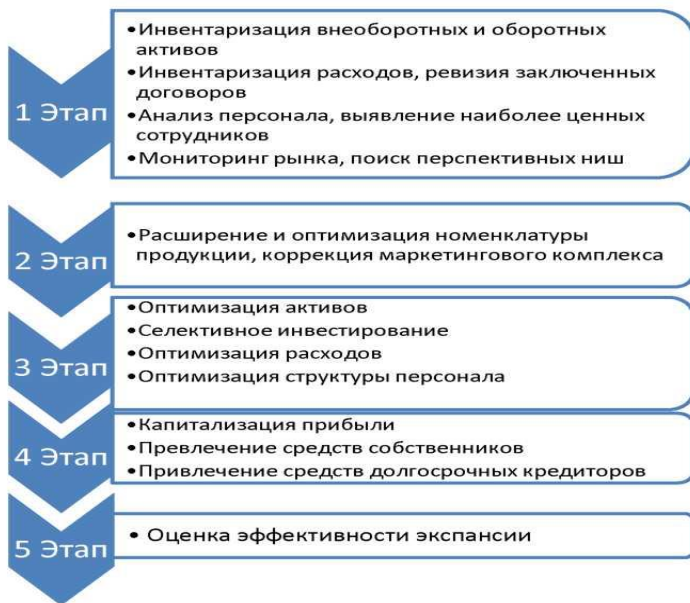 1 Этап
•Инвентаризация внеоборотных и оборотных
активов
•Инвентаризация расходов, ревизия заключенных
договоров
•Анализ персонала, выявление наиболее ценных
сотрудников
•Мониторинг рынка, поиск перспективных ниш
2 Этап
•Расширение и оптимизация номенклатуры
продукции, коррекция маркетингового комплекса
3 Этап
•Оптимизация активов
•Селективное инвестирование
•Оптимизация расходов
•Оптимизация структуры персонала
4 Этап
•Капитализация прибыли
•Превлечение средств собственников
•Привлечение средств долгосрочных кредиторов
5 Этап
• Оценка эффективности экспансии